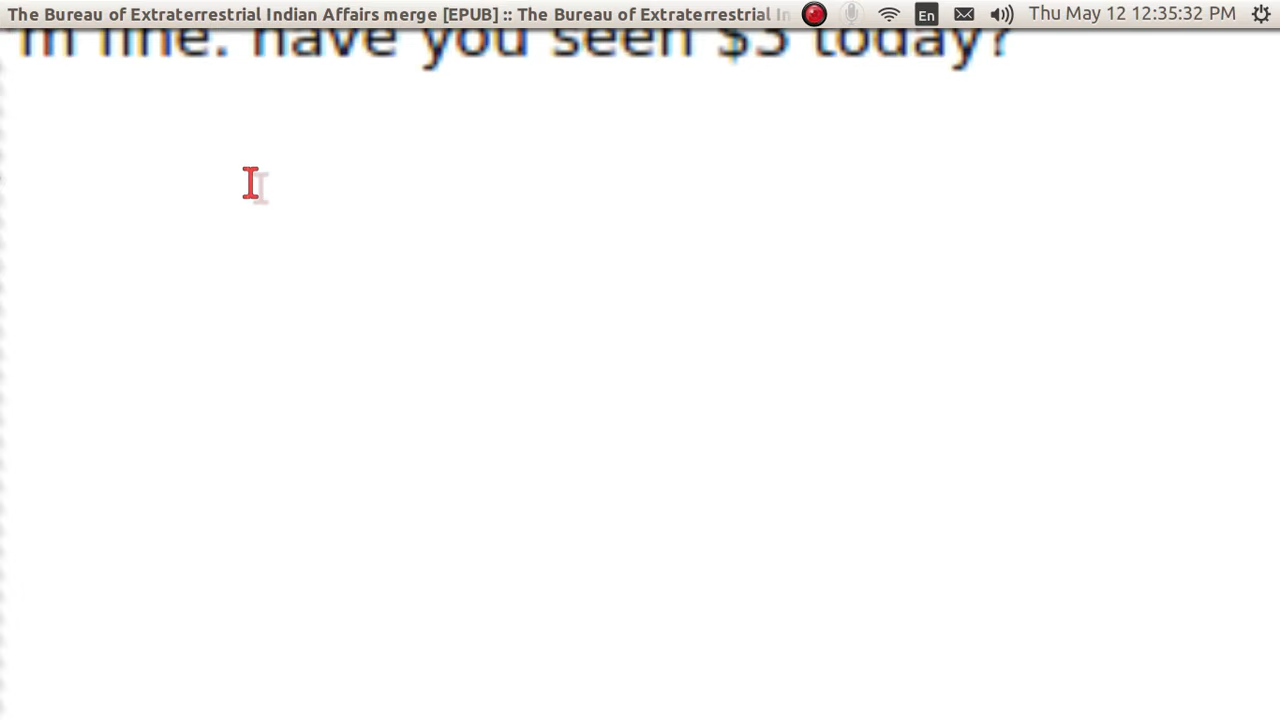 The Bureau of Extraterrestrial Indian Affairs merge [EPUB] :: The Bureau of Extraterrestrial In
En
Thu May 12 12:35:32 PM
m line. have you seen $3 today?